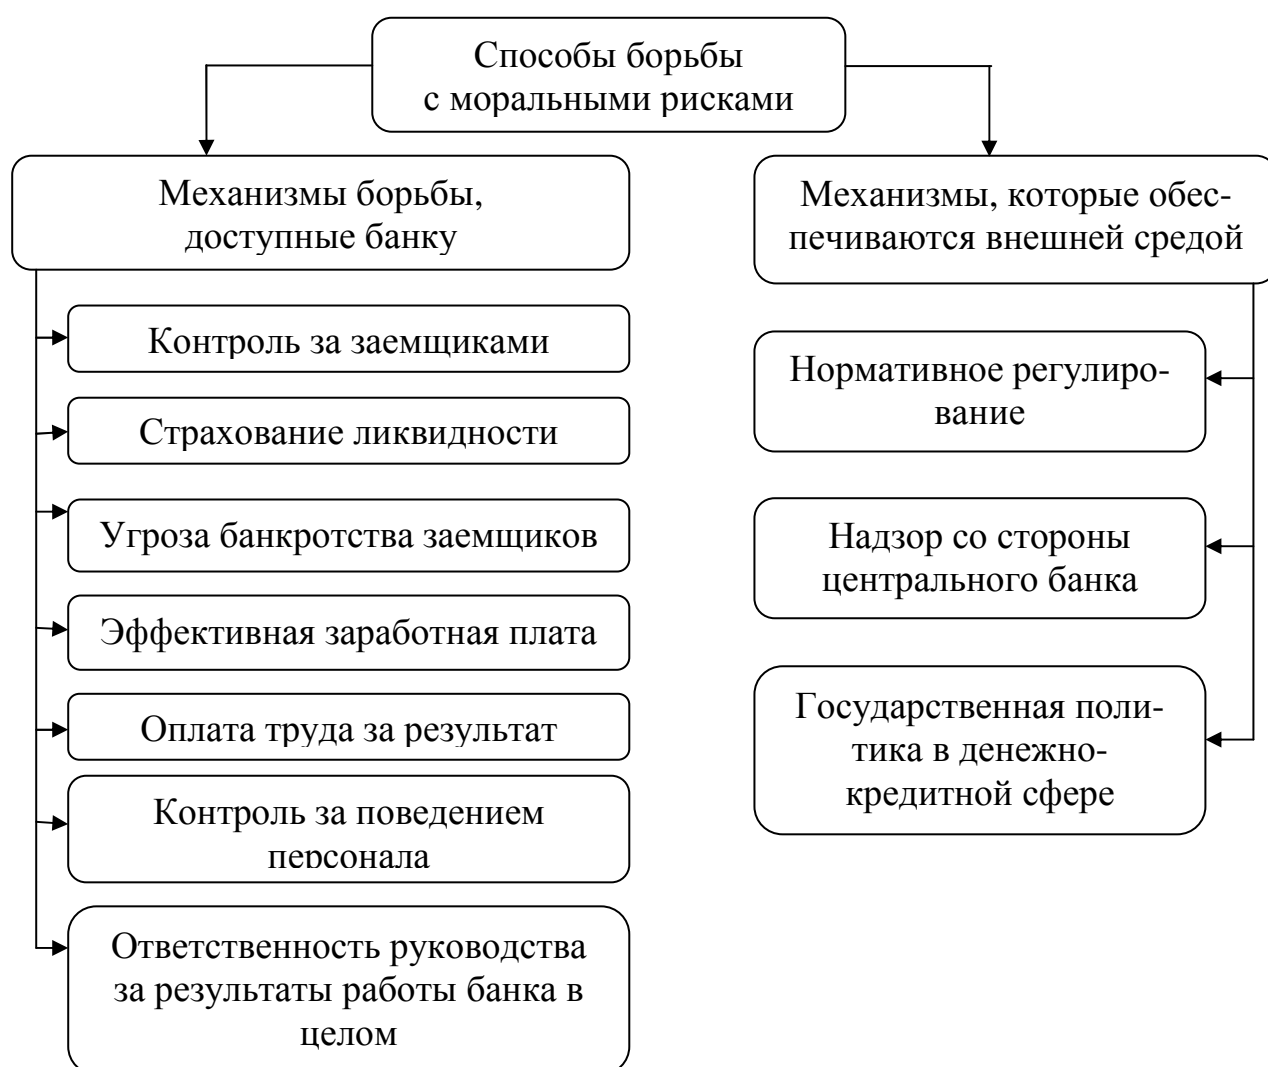 Способы борьбы
с моральными рисками
Механизмы борьбы,
доступные банку
Контроль за заемщиками
Страхование ликвидности
Угроза банкротства заемщиков
Эффективная заработная плата
Оплата труда за результат
Контроль за поведением
персонала
Ответственность руководства
за результаты работы банка в
целом
Механизмы, которые обес-
печиваются внешней средой
Нормативное регулиро-
вание
Надзор со стороны
центрального банка
Государственная поли-
тика в денежно-
кредитной сфере